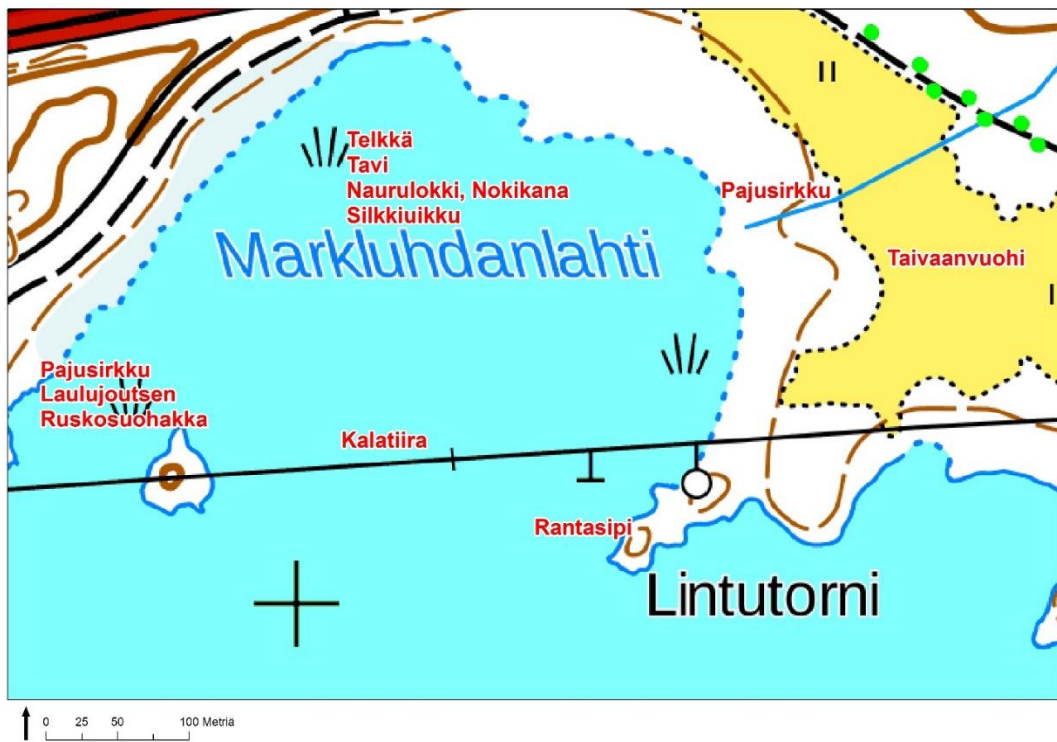 II
Telkkä
Tavi
Naurulokki, Nokikana
Silkkiuikku
Pajusirkku
Markluhdanlahti
Taivaanvuohi
I
Pajusirkku
Laulujoutsen
Ruskosuohakka
Kalatiira
Rantasipi
Lintutorni
0 25 50 100 Metriä